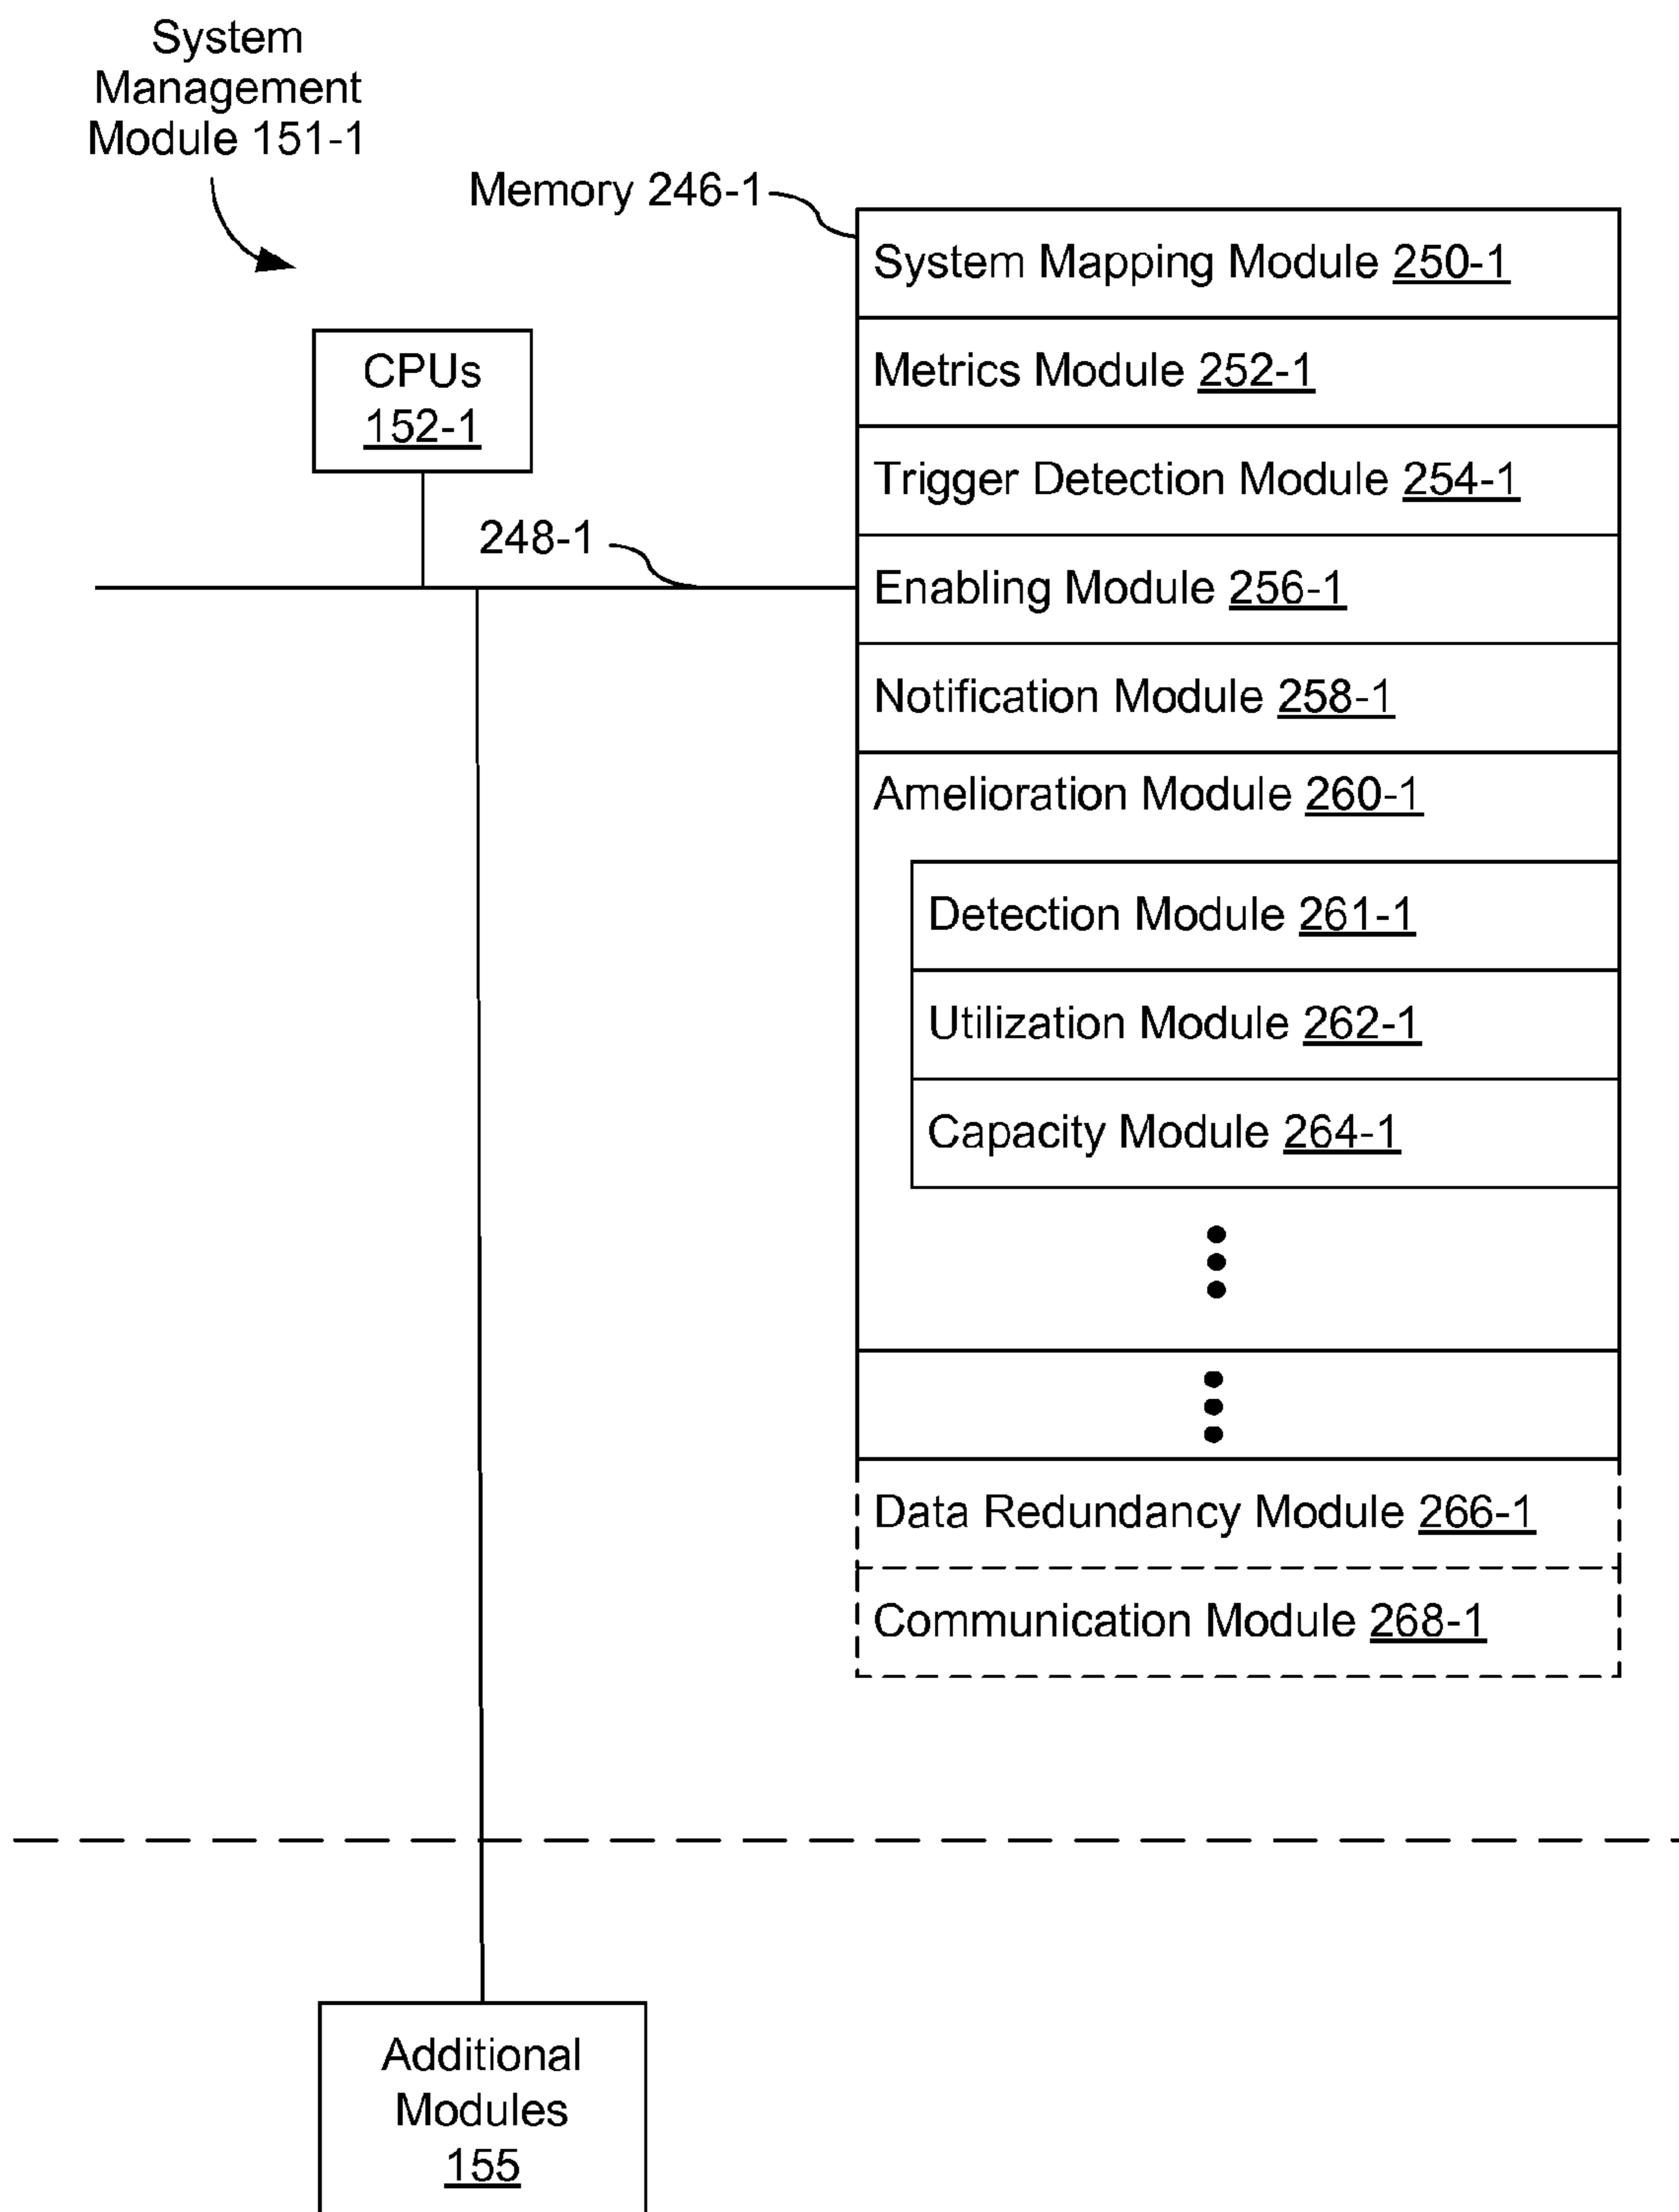 System
Management
Module 151-1
Memory 246-1
System Mapping Module 250-1
Metrics Module 252-1
Trigger Detection Module 254-1
Enabling Module 256-1
Notification Module 258-1
Amelioration Module 260-1
Detection Module 261-1
Utilization Module 262-1
Capacity Module 264-1
Data Redundancy Module 266-1
Communication Module 268-1
CPUs
152-1
248-1
Additional
Modules
155